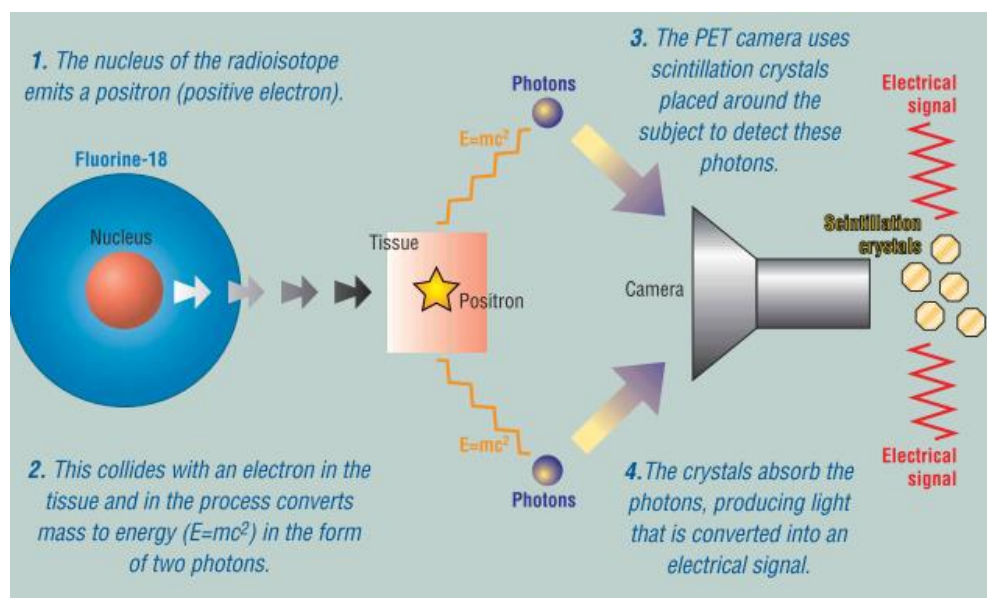 1. The nucleus of the radioisotope
emits a positron (positive electron).
Fluorine-18
Nucleus
2. This collides with an electron in the
tissue and in the process converts
mass to energy (E=mc²) in the form
of two photons.
Tissue
Positron
E=mc²
Photons
E=mc²
Photons
3. The PET camera uses
scintillation crystals
placed around the
subject to detect these
photons.
Camera
4.The crystals absorb the
photons, producing light
that is converted into an
electrical signal.
Electrical
signal
Scintillation
crystals
Electrical
signal